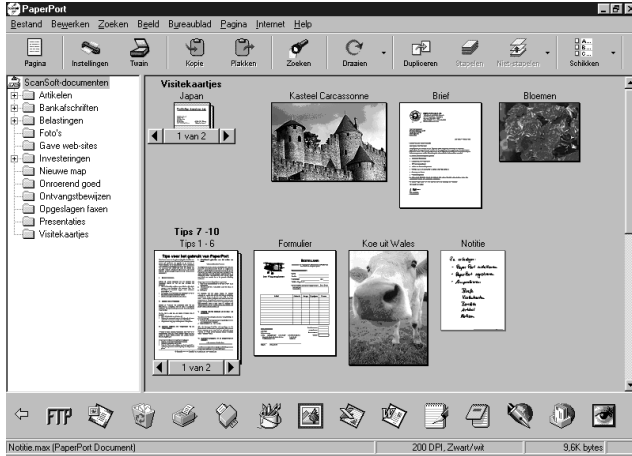 PaperPort
Bestand Bewerken Zoeken Beeld Bureaublad Pagina Internet Help
Pagina Instellingen Twain Kopie Plakken Zoeken Draaien Dupliceren Stapelen Niet-stapelen Schikken
ScanSoft-documenten
Artikelen
Bankafschriften
Belastingen
Foto's
Gave web-sites
Investeringen
Nieuwe map
Onroerend goed
Ontvangstbewijzen
Opgeslagen faxen
Presentaties
Visitekaartjes
Visitekaartjes
Japan Kasteel Carcassonne Brief Bloemen
1 van 2
Tips 7 -10
Tips 1 - 6 Formulier Koe uit Wales Notitie
Tips voor het gebruik van PaperPort
1 van 2
FTP
Notitie.max (PaperPort Document) 200 DPI, Zwart/wit 9,6K bytes